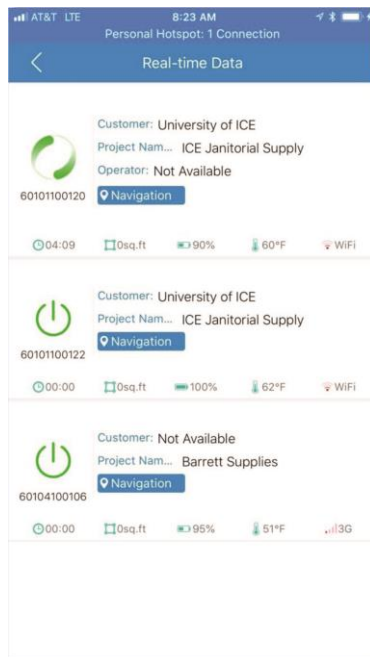 AT&T LTE 8:23 AM
Personal Hotspot: 1 Connection
Real-time Data
Customer: University of ICE
Project Nam... ICE Janitorial Supply
Operator: Not Available
60101100120 Navigation
04:09 0sq.ft 90% 60°F WiFi
Customer: University of ICE
Project Nam... ICE Janitorial Supply
Navigation
60101100122
00:00 0sq.ft 100% 62°F WiFi
Customer: Not Available
Project Nam... Barrett Supplies
Navigation
60104100106
00:00 0sq.ft 95% 51°F 3G